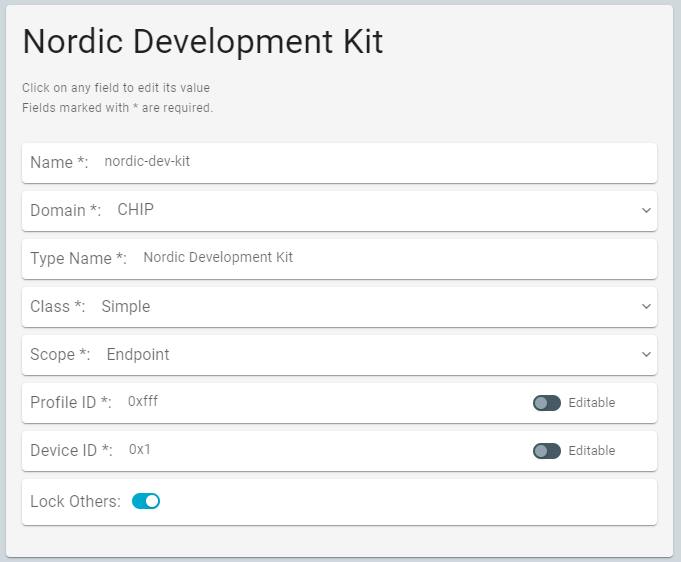 Nordic Development Kit
Click on any field to edit its value
Fields marked with * are required.
Name *: nordic-dev-kit
Domain *: CHIP
Type Name *: Nordic Development Kit
Class *: Simple
Scope *: Endpoint
Profile ID *: 0xfff Editable
Device ID *: 0x1 Editable
Lock Others: